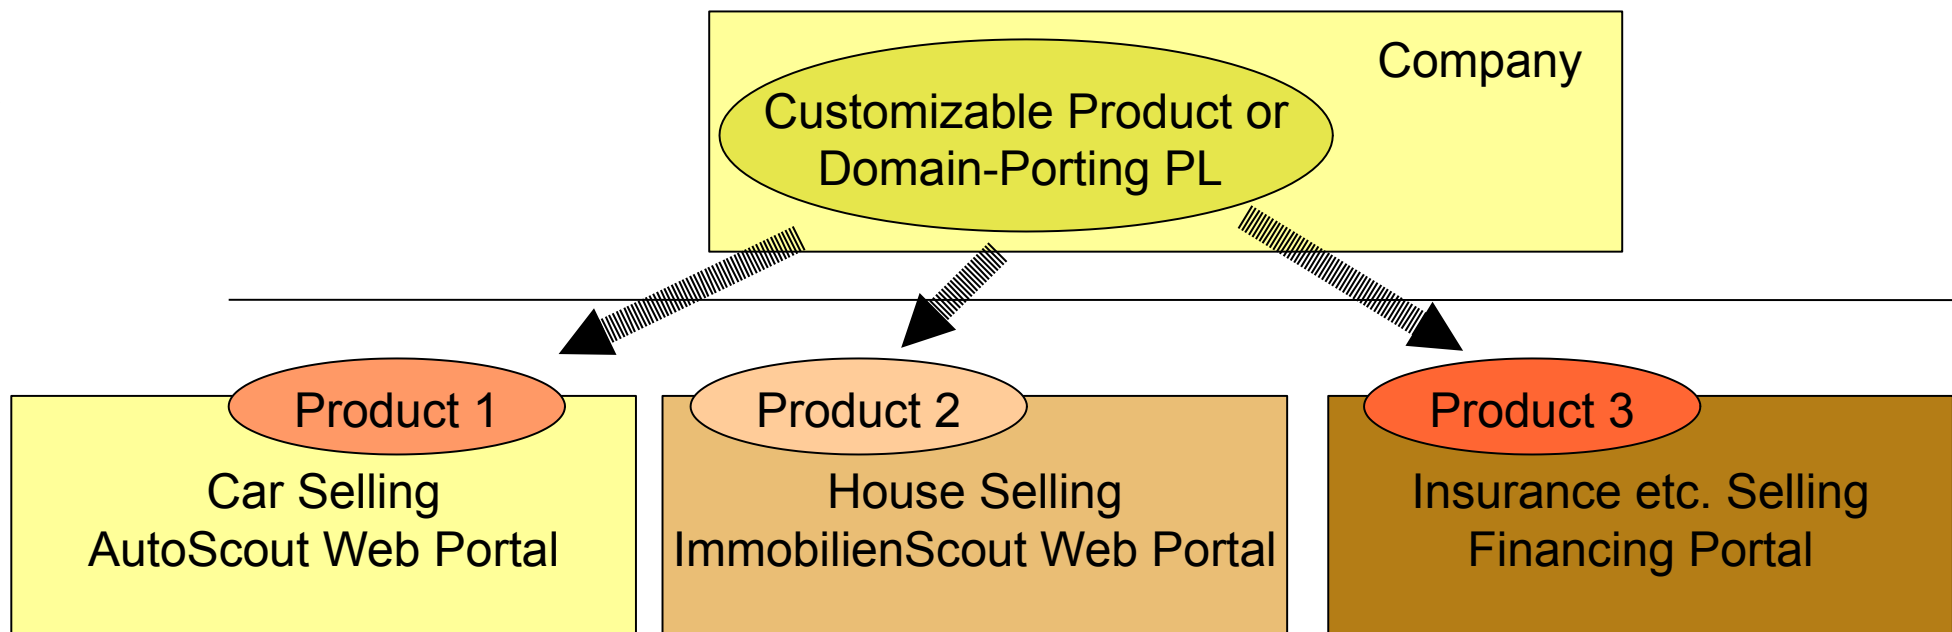 Company
Customizable Product or
Domain-Porting PL
Product 1
Car Selling
AutoScout Web Portal
Product 2
House Selling
ImmobilienScout Web Portal
Product 3
Insurance etc. Selling
Financing Portal